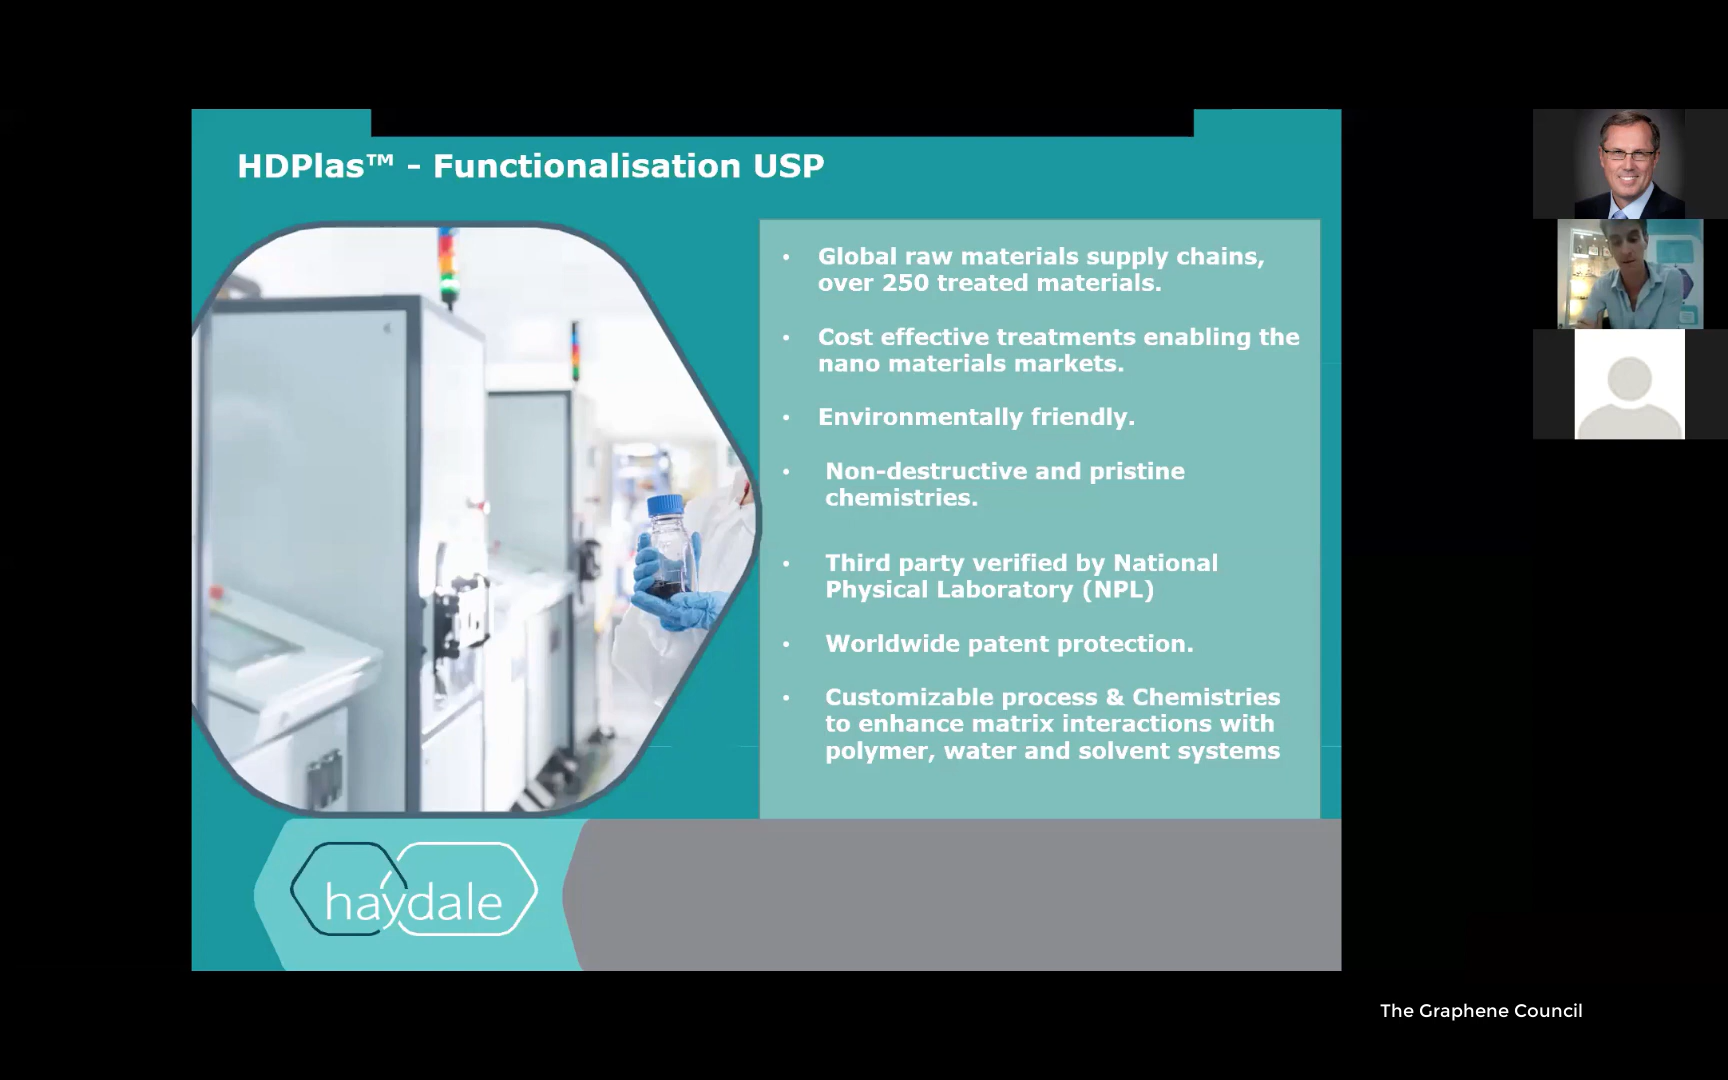 HDPlas™ - Functionalisation USP
• Global raw materials supply chains,
over 250 treated materials.
• Cost effective treatments enabling the
nano materials markets.
• Environmentally friendly.
• Non-destructive and pristine
chemistries.
• Third party verified by National
Physical Laboratory (NPL)
• Worldwide patent protection.
• Customizable process & Chemistries
to enhance matrix interactions with
polymer, water and solvent systems
haydale
The Graphene Council